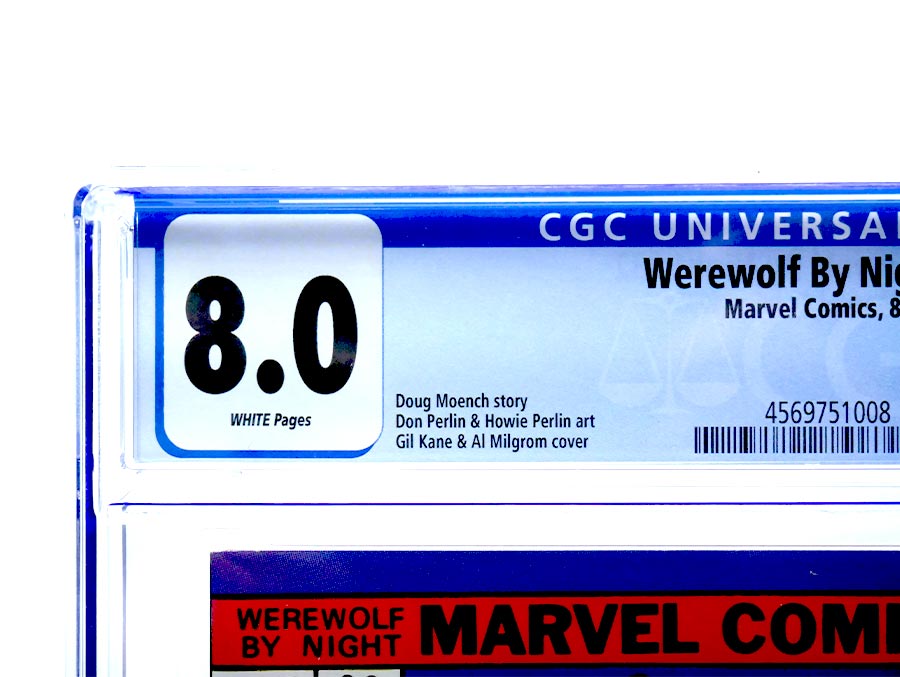 CGC UNIVERSA
8.0
WHITE Pages
Werewolf By Nig
Marvel Comics, 8
Doug Moench story
Don Perlin & Howie Perlin art
Gil Kane & Al Milgrom cover
4569751008
WEREWOLF
BY NIGHT
MARVEL COMI